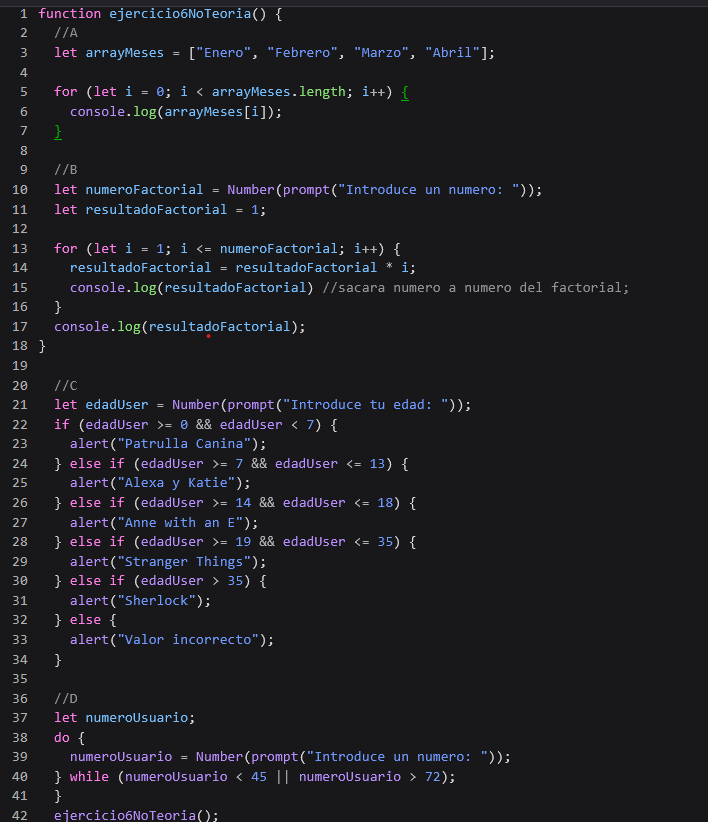 1 function ejercicio6NoTeoria() {
2   //A
3   let arrayMeses = ["Enero", "Febrero", "Marzo", "Abril"];
4
5   for (let i = 0; i < arrayMeses.length; i++) {
6     console.log(arrayMeses[i]);
7   }
8
9   //B
10   let numeroFactorial = Number(prompt("Introduce un numero: "));
11   let resultadoFactorial = 1;
12
13   for (let i = 1; i <= numeroFactorial; i++) {
14     resultadoFactorial = resultadoFactorial * i;
15     console.log(resultadoFactorial) //sacara numero a numero del factorial;
16   }
17   console.log(resultadoFactorial);
18 }
19
20   //C
21   let edadUser = Number(prompt("Introduce tu edad: "));
22   if (edadUser >= 0 && edadUser < 7) {
23     alert("Patrulla Canina");
24   } else if (edadUser >= 7 && edadUser <= 13) {
25     alert("Alexa y Katie");
26   } else if (edadUser >= 14 && edadUser <= 18) {
27     alert("Anne with an E");
28   } else if (edadUser >= 19 && edadUser <= 35) {
29     alert("Stranger Things");
30   } else if (edadUser > 35) {
31     alert("Sherlock");
32   } else {
33     alert("Valor incorrecto");
34   }
35
36   //D
37   let numeroUsuario;
38   do {
39     numeroUsuario = Number(prompt("Introduce un numero: "));
40   } while (numeroUsuario < 45 || numeroUsuario > 72);
41   }
42   ejercicio6NoTeoria();